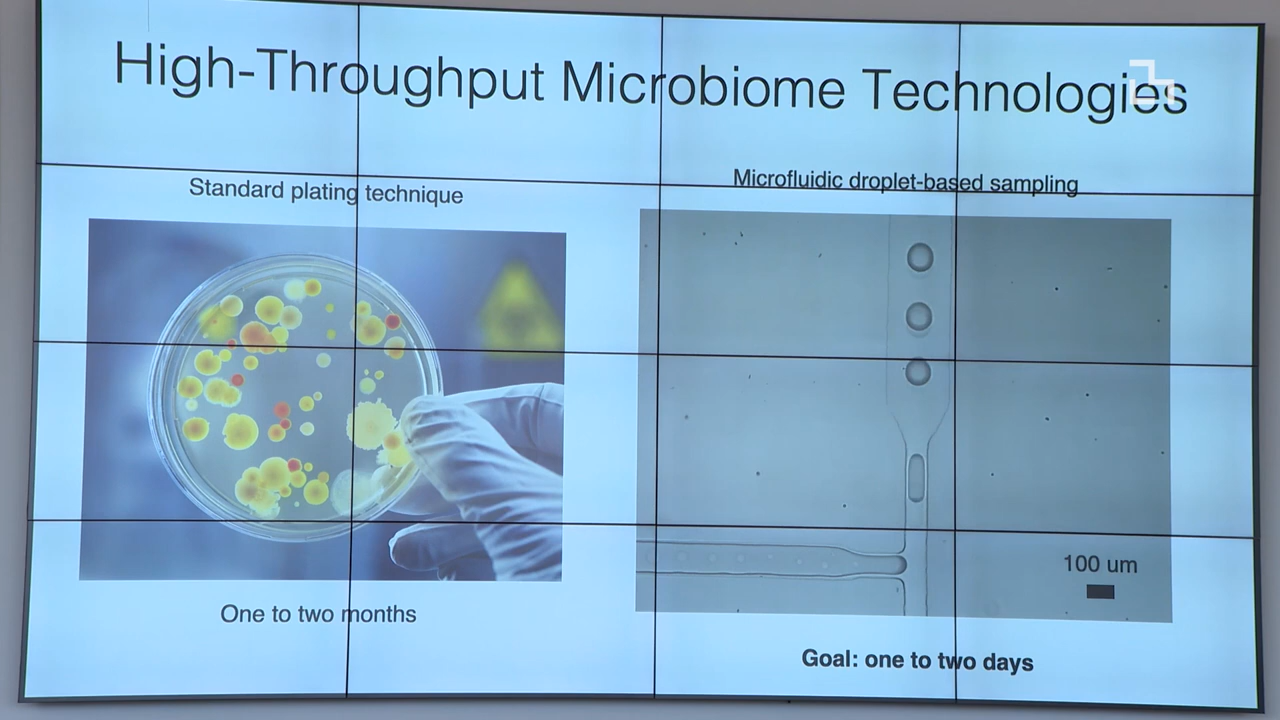 High-Throughput Microbiome Technologies
Standard plating technique
Microfluidic droplet-based sampling
100 um
One to two months
Goal: one to two days